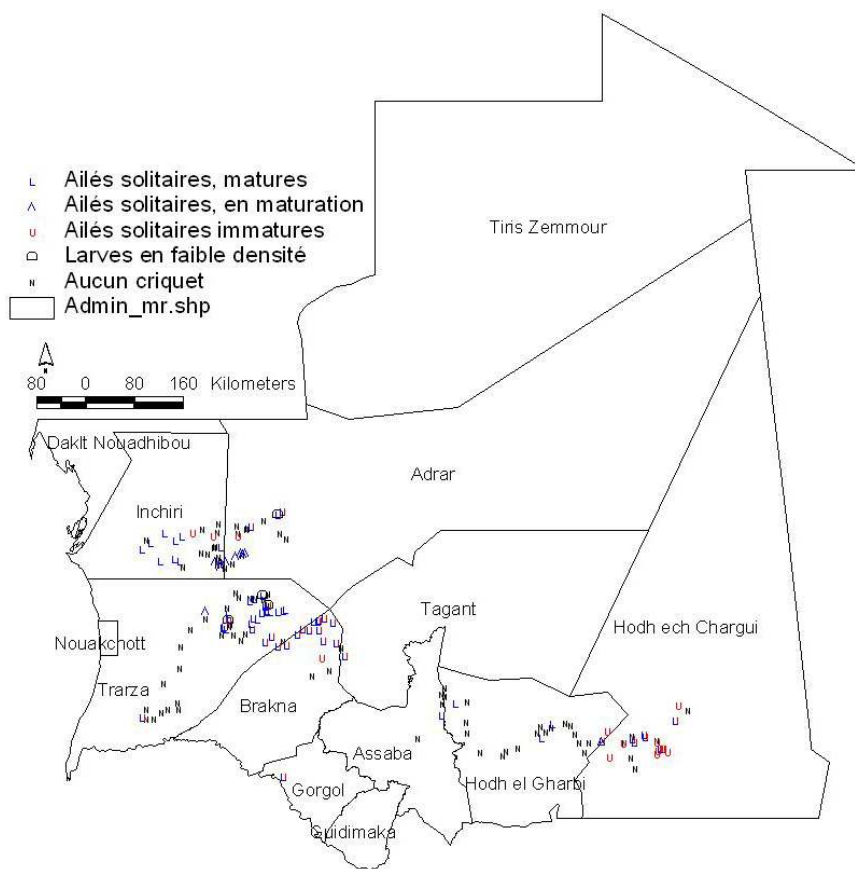 Ailés solitaires, matures
Ailés solitaires, en maturation
Ailés solitaires immatures
Larves en faible densité
Aucun criquet
Admin_mr.shp
N
80 0 80 160 Kilometers
Tiris Zemmour
Daklt Nouadhibou
Adrar
Inchiri
Tagant
Hodh ech Chargui
Nouakchott
Trarza
Brakna
Assaba
Hodh el Gharbi
Gorgol
Guidimaka